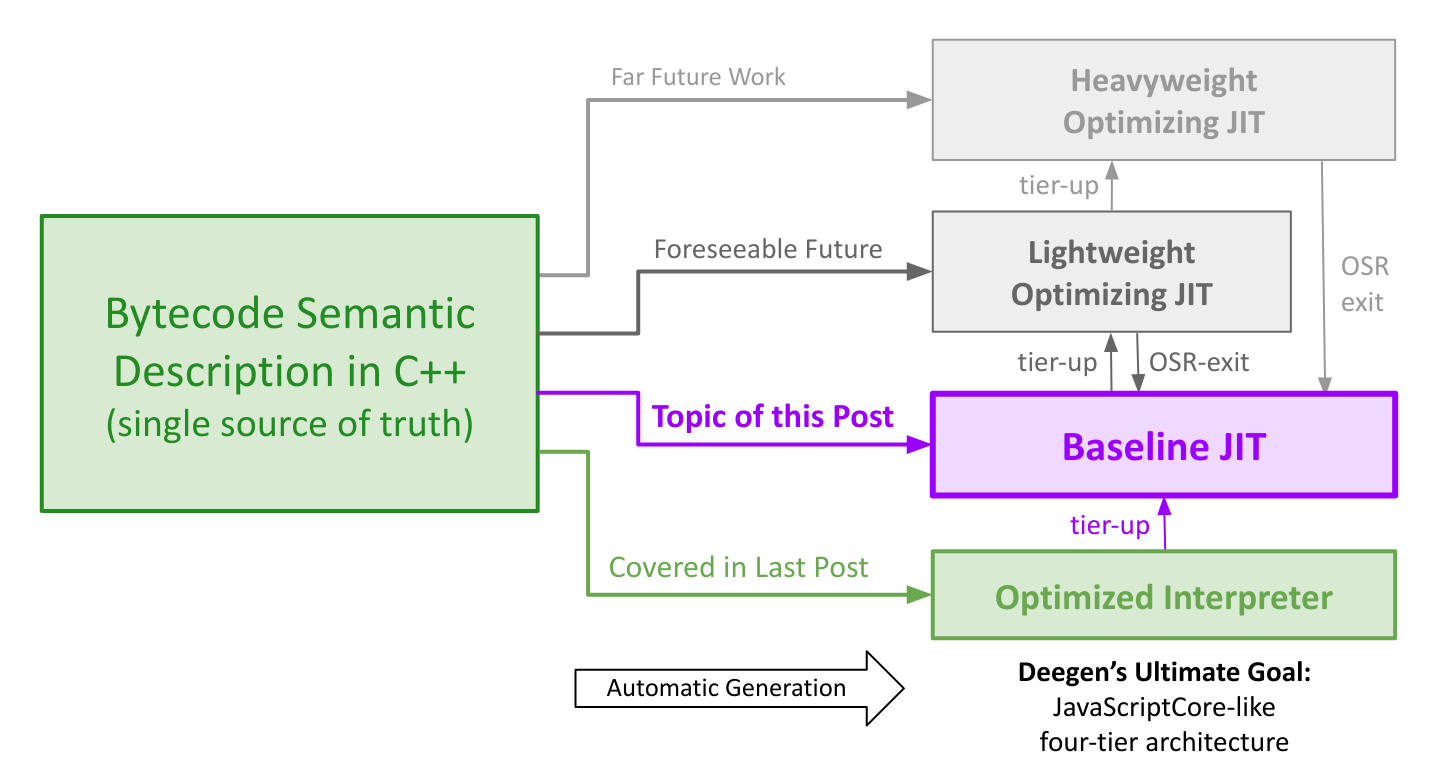 Far Future Work
Heavyweight
Optimizing JIT
tier-up
Foreseeable Future
Lightweight
Optimizing JIT
OSR
exit
Bytecode Semantic
Description in C++
(single source of truth)
tier-up
OSR-exit
Topic of this Post
Baseline JIT
tier-up
Covered in Last Post
Optimized Interpreter
Automatic Generation
Deegen’s Ultimate Goal:
JavaScriptCore-like
four-tier architecture